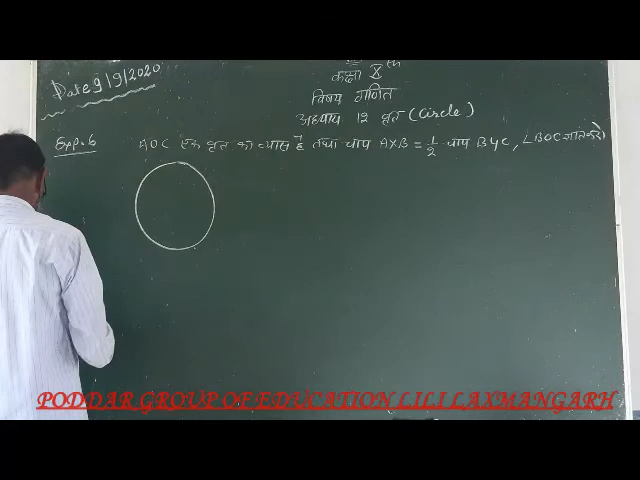 Date 9/9/2020
कक्षा X th
विषय गणित
अध्याय 12 वृत (Circle)
Exp. 6 AOC एक वृत का व्यास है तथा चाप AXB = 1/2 चाप BYC, ∠BOC ज्ञात करो
PODDAR GROUP OF EDUCATION LILI LAXMANGARH